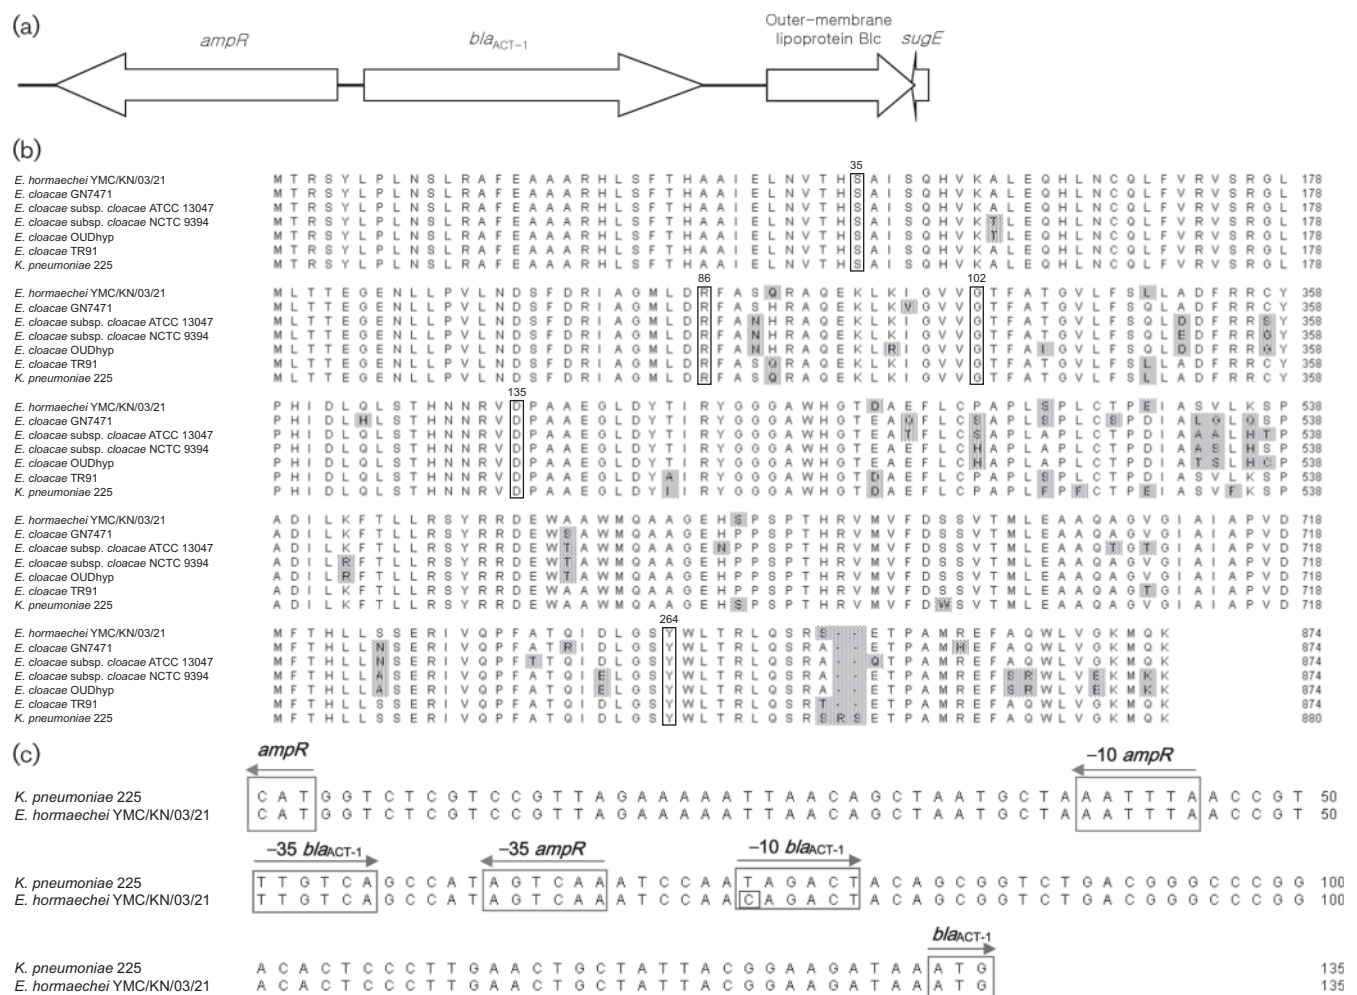 (a)
ampR
blaACT-1
Outer-membrane
lipoprotein Blc
sugE
(b)
35
E. hormaechei YMC/KN/03/21 M T R S Y L P L N S L R A F E A A A R H L S F T H A A I E L N V T H S A I S Q H V K A L E Q H L N C Q L F V R V S R G L 178
E. cloacae GN7471 M T R S Y L P L N S L R A F E A A A R H L S F T H A A I E L N V T H S A I S Q H V K A L E Q H L N C Q L F V R V S R G L 178
E. cloacae subsp. cloacae ATCC 13047 M T R S Y L P L N S L R A F E A A A R H L S F T H A A I E L N V T H S A I S Q H V K A L E Q H L N C Q L F V R V S R G L 178
E. cloacae subsp. cloacae NCTC 9394 M T R S Y L P L N S L R A F E A A A R H L S F T H A A I E L N V T H S A I S Q H V K T L E Q H L N C Q L F V R V S R G L 178
E. cloacae OUDhyp M T R S Y L P L N S L R A F E A A A R H L S F T H A A I E L N V T H S A I S Q H V K T L E Q H L N C Q L F V R V S R G L 178
E. cloacae TR91 M T R S Y L P L N S L R A F E A A A R H L S F T H A A I E L N V T H S A I S Q H V K A L E Q H L N C Q L F V R V S R G L 178
K. pneumoniae 225 M T R S Y L P L N S L R A F E A A A R H L S F T H A A I E L N V T H S A I S Q H V K A L E Q H L N C Q L F V R V S R G L 178
86 102
E. hormaechei YMC/KN/03/21 M L T T E G E N L L P V L N D S F D R I A G M L D R F A S Q R A Q E K L K I G V V G T F A T G V L F S L L A D F R R C Y 358
E. cloacae GN7471 M L T T E G E N L L P V L N D S F D R I A G M L D R F A S H R A Q E K L K V G V V G T F A T G V L F S Q L A D F R R C Y 358
E. cloacae subsp. cloacae ATCC 13047 M L T T E G E N L L P V L N D S F D R I A G M L D R F A N H R A Q E K L K I G V V G T F A T G V L F S Q L D D F R R S Y 358
E. cloacae subsp. cloacae NCTC 9394 M L T T E G E N L L P V L N D S F D R I A G M L D R F A N H R A Q E K L K I G V V G T F A T G V L F S Q L E D F R R G Y 358
E. cloacae OUDhyp M L T T E G E N L L P V L N D S F D R I A G M L D R F A N H R A Q E K L R I G V V G T F A I G V L F S Q L D D F R R G Y 358
E. cloacae TR91 M L T T E G E N L L P V L N D S F D R I A G M L D R F A S Q R A Q E K L K I G V V G T F A T G V L F S L L A D F R R C Y 358
K. pneumoniae 225 M L T T E G E N L L P V L N D S F D R I A G M L D R F A S Q R A Q E K L K I G V V G T F A T G V L F S L L A D F R R C Y 358
135
E. hormaechei YMC/KN/03/21 P H I D L Q L S T H N N R V D P A A E G L D Y T I R Y G G G A W H G T D A E F L C P A P L S P L C T P E I A S V L K S P 538
E. cloacae GN7471 P H I D L H L S T H N N R V D P A A E G L D Y T I R Y G G G A W H G T E A Q F L C S A P L S P L C S P D I A L G L Q S P 538
E. cloacae subsp. cloacae ATCC 13047 P H I D L Q L S T H N N R V D P A A E G L D Y T I R Y G G G A W H G T E A T F L C S A P L A P L C T P D I A A A L H T P 538
E. cloacae subsp. cloacae NCTC 9394 P H I D L Q L S T H N N R V D P A A E G L D Y T I R Y G G G A W H G T E A E F L C H A P L A P L C T P D I A A S L H S P 538
E. cloacae OUDhyp P H I D L Q L S T H N N R V D P A A E G L D Y T I R Y G G G A W H G T E A E F L C H A P L A P L C T P D I A T S L H C P 538
E. cloacae TR91 P H I D L Q L S T H N N R V D P A A E G L D Y A I R Y G G G A W H G T D A E F L C P A P L S P L C T P D I A S V L K S P 538
K. pneumoniae 225 P H I D L Q L S T H N N R V D P A A E G L D Y I I R Y G G G A W H G T D A E F L C P A P L F P F C T P E I A S V F K S P 538
E. hormaechei YMC/KN/03/21 A D I L K F T L L R S Y R R D E W A A W M Q A A G E H S P S P T H R V M V F D S S V T M L E A A Q A G V G I A I A P V D 718
E. cloacae GN7471 A D I L K F T L L R S Y R R D E W S A W M Q A A G E H P P S P T H R V M V F D S S V T M L E A A Q A G V G I A I A P V D 718
E. cloacae subsp. cloacae ATCC 13047 A D I L K F T L L R S Y R R D E W T A W M Q A A G E N P P S P T H R V M V F D S S V T M L E A A Q T G T G I A I A P V D 718
E. cloacae subsp. cloacae NCTC 9394 A D I L R F T L L R S Y R R D E W T A W M Q A A G E H P P S P T H R V M V F D S S V T M L E A A Q A G V G I A I A P V D 718
E. cloacae OUDhyp A D I L R F T L L R S Y R R D E W T A W M Q A A G E H P P S P T H R V M V F D S S V T M L E A A Q A G V G I A I A P V D 718
E. cloacae TR91 A D I L K F T L L R S Y R R D E W A A W M Q A A G E H P P S P T H R V M V F D S S V T M L E A A Q A G T G I A I A P V D 718
K. pneumoniae 225 A D I L K F T L L R S Y R R D E W A A W M Q A A G E H S P S P T H R V M V F D W S V T M L E A A Q A G V G I A I A P V D 718
264
E. hormaechei YMC/KN/03/21 M F T H L L S S E R I V Q P F A T Q I D L G S Y W L T R L Q S R S - - E T P A M R E F A Q W L V G K M Q K 874
E. cloacae GN7471 M F T H L L N S E R I V Q P F A T Q R D L G S Y W L T R L Q S R A - - E T P A M H E F A Q W L V G K M Q K 874
E. cloacae subsp. cloacae ATCC 13047 M F T H L L N S E R I V Q P F T T Q I D L G S Y W L T R L Q S R A - - Q T P A M R E F A Q W L V G K M Q K 874
E. cloacae subsp. cloacae NCTC 9394 M F T H L L A S E R I V Q P F A T Q I E L G S Y W L T R L Q S R A - - E T P A M R E F S R W L V E K M K K 874
E. cloacae OUDhyp M F T H L L A S E R I V Q P F A T Q I E L G S Y W L T R L Q S R A - - E T P A M R E F S R W L V E K M K K 874
E. cloacae TR91 M F T H L L S S E R I V Q P F A T Q I D L G S Y W L T R L Q S R T - - E T P A M R E F A Q W L V G K M Q K 874
K. pneumoniae 225 M F T H L L S S E R I V Q P F A T Q I D L G S Y W L T R L Q S R S R S E T P A M R E F A Q W L V G K M Q K 880
(c)
ampR –10 ampR
K. pneumoniae 225 C A T G G T C T C G T C C G T T A G A A A A A T T A A C A G C T A A T G C T A A A T T T A A C C G T 50
E. hormaechei YMC/KN/03/21 C A T G G T C T C G T C C G T T A G A A A A A T T A A C A G C T A A T G C T A A A T T T A A C C G T 50
–35 blaACT-1 –35 ampR –10 blaACT-1
K. pneumoniae 225 T T G T C A G C C A T A G T C A A A T C C A A T A G A C T A C A G C G G T C T G A C G G G C C C G G 100
E. hormaechei YMC/KN/03/21 T T G T C A G C C A T A G T C A A A T C C A A C A G A C T A C A G C G G T C T G A C G G G C C C G G 100
blaACT-1
K. pneumoniae 225 A C A C T C C C T T G A A C T G C T A T T A C G G A A G A T A A A T G 135
E. hormaechei YMC/KN/03/21 A C A C T C C C T T G A A C T G C T A T T A C G G A A G A T A A A T G 135